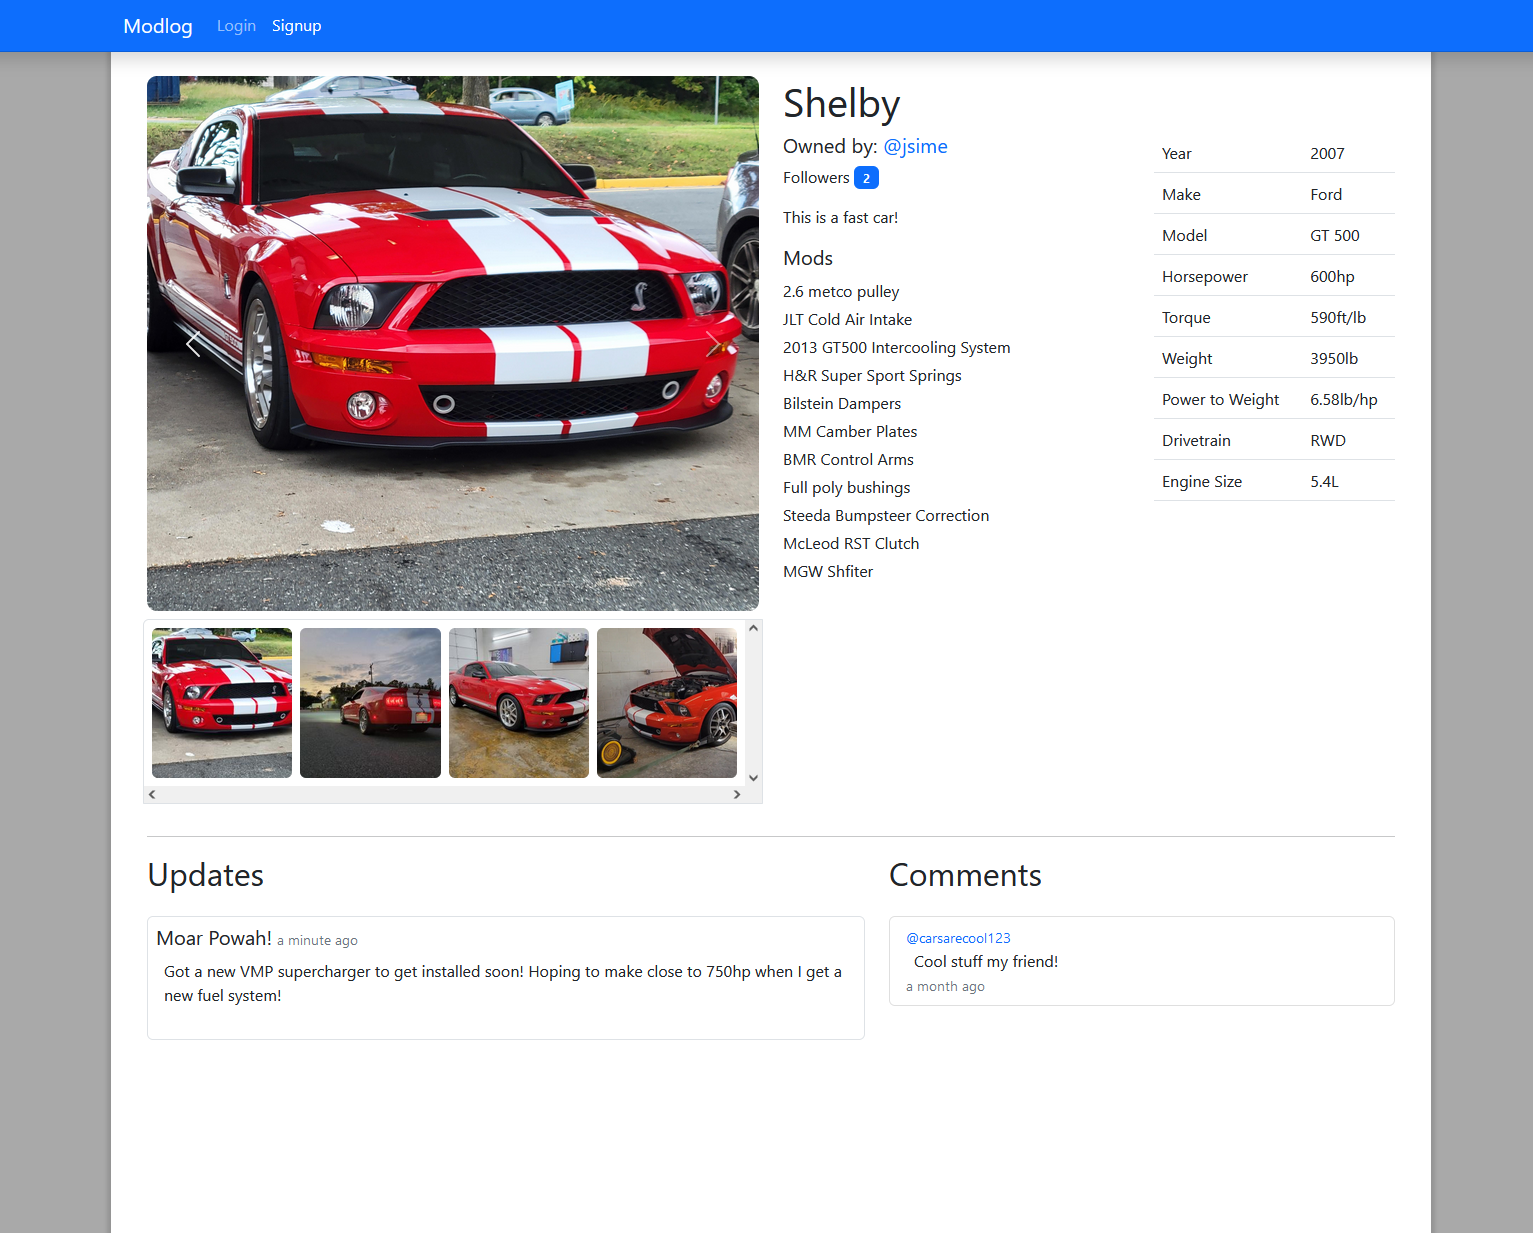 Modlog Login Signup
Shelby
Owned by: @jsime
Followers 2
This is a fast car!
Mods
2.6 metco pulley
JLT Cold Air Intake
2013 GT500 Intercooling System
H&R Super Sport Springs
Bilstein Dampers
MM Camber Plates
BMR Control Arms
Full poly bushings
Steeda Bumpsteer Correction
McLeod RST Clutch
MGW Shfiter
Year 2007
Make Ford
Model GT 500
Horsepower 600hp
Torque 590ft/lb
Weight 3950lb
Power to Weight 6.58lb/hp
Drivetrain RWD
Engine Size 5.4L
Updates
Moar Powah! a minute ago
Got a new VMP supercharger to get installed soon! Hoping to make close to 750hp when I get a
new fuel system!
Comments
@carsarecool123
Cool stuff my friend!
a month ago